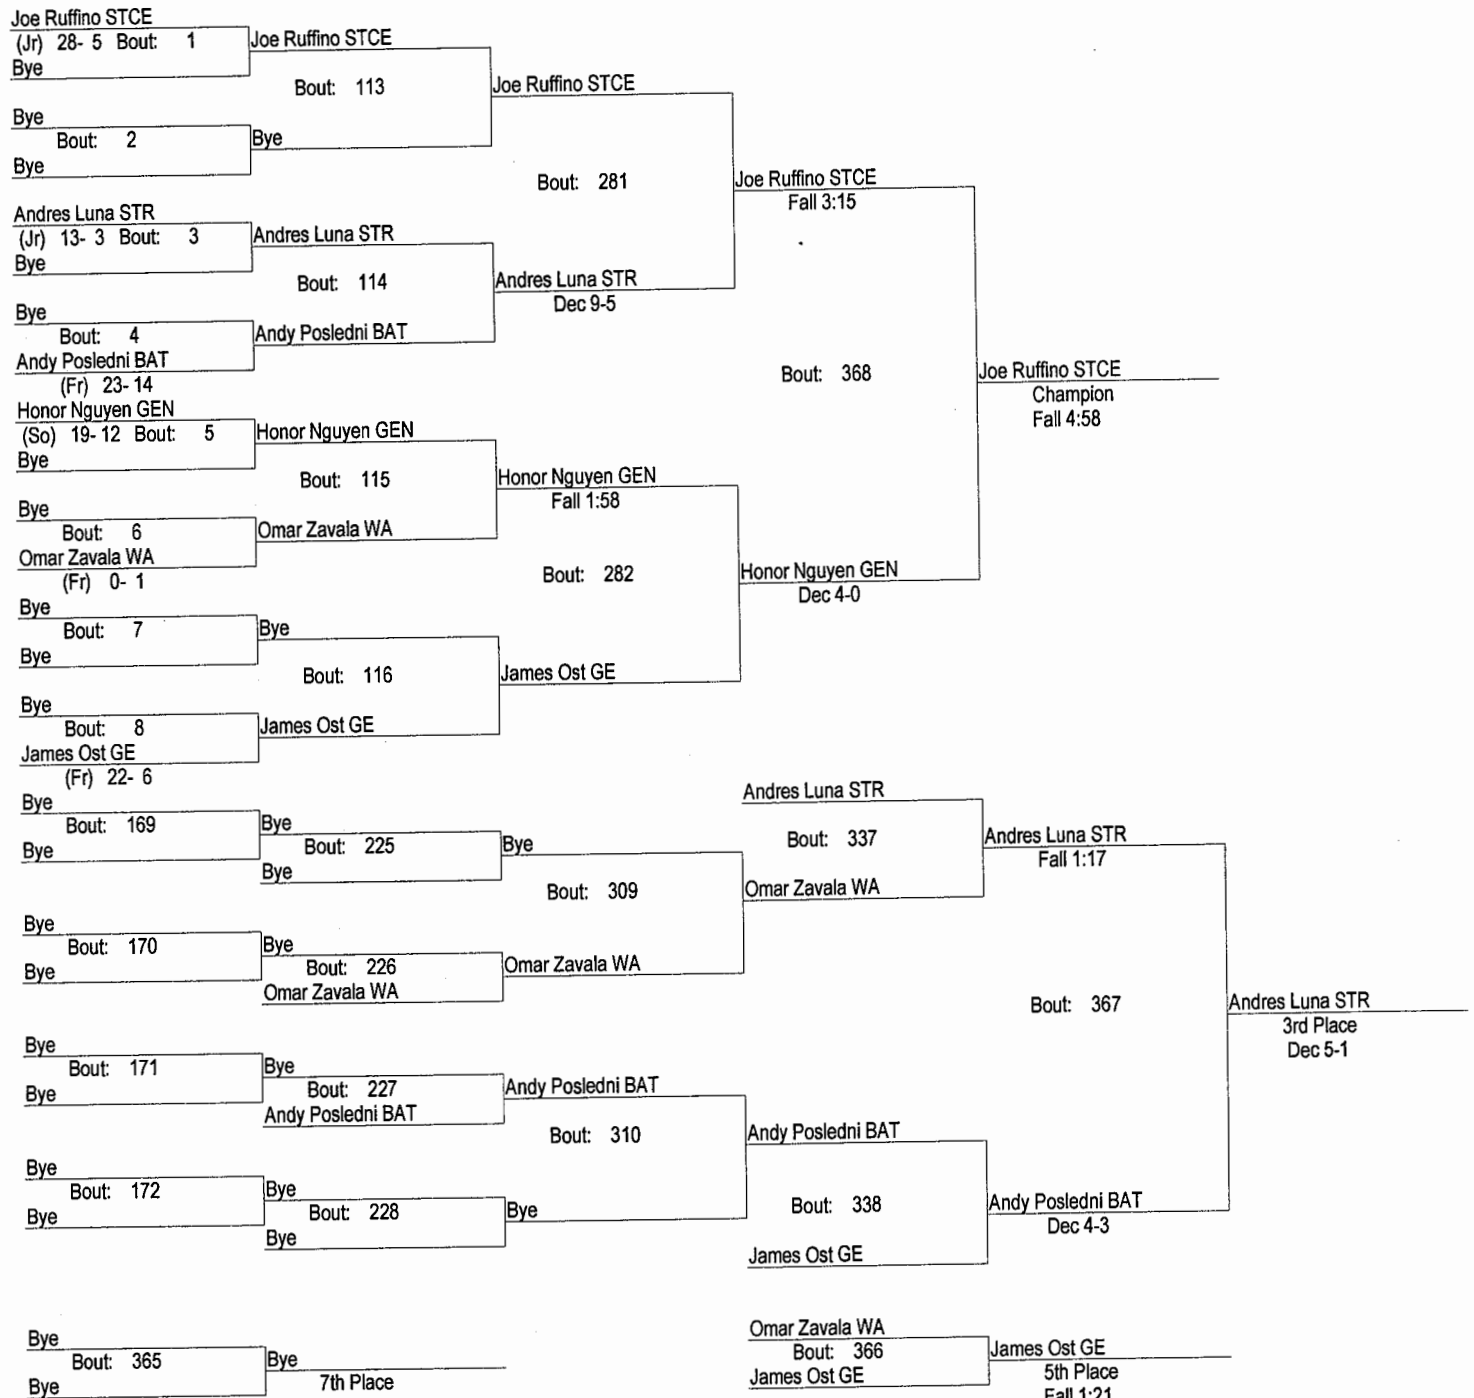 Joe Ruffino STCE
(Jr) 28- 5 Bout: 1
Bye
Joe Ruffino STCE
Bout: 113
Joe Ruffino STCE
Bye
Bout: 2
Bye
Bye
Bout: 281
Joe Ruffino STCE
Fall 3:15
Andres Luna STR
(Jr) 13- 3 Bout: 3
Bye
Andres Luna STR
Bout: 114
Andres Luna STR
Dec 9-5
Bye
Bout: 4
Andy Posledni BAT
(Fr) 23- 14
Andy Posledni BAT
Bout: 368
Joe Ruffino STCE
Champion
Fall 4:58
Honor Nguyen GEN
(So) 19- 12 Bout: 5
Bye
Honor Nguyen GEN
Bout: 115
Honor Nguyen GEN
Fall 1:58
Bye
Bout: 6
Omar Zavala WA
(Fr) 0- 1
Omar Zavala WA
Bout: 282
Honor Nguyen GEN
Dec 4-0
Bye
Bout: 7
Bye
Bye
Bout: 116
James Ost GE
Bye
Bout: 8
James Ost GE
(Fr) 22- 6
James Ost GE
Bye
Bout: 169
Bye
Bye
Bout: 225
Bye
Bye
Bout: 309
Andres Luna STR
Bout: 337
Omar Zavala WA
Andres Luna STR
Fall 1:17
Bye
Bout: 170
Bye
Bye
Bout: 226
Omar Zavala WA
Omar Zavala WA
Bout: 367
Andres Luna STR
3rd Place
Dec 5-1
Bye
Bout: 171
Bye
Bye
Bout: 227
Andy Posledni BAT
Andy Posledni BAT
Bout: 310
Andy Posledni BAT
Bout: 338
James Ost GE
Andy Posledni BAT
Dec 4-3
Bye
Bout: 172
Bye
Bye
Bout: 228
Bye
Bye
Bye
Bout: 365
Bye
Bye
7th Place
Omar Zavala WA
Bout: 366
James Ost GE
James Ost GE
5th Place
Fall 1:21